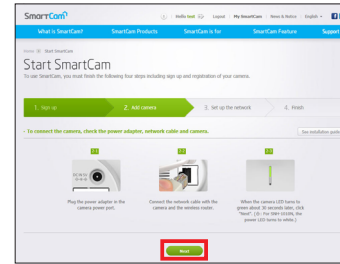 SmartCam
Hello test Logout My SmartCam News & Notice English
What is SmartCam? SmartCam Products SmartCam is for SmartCam Feature Support
Start SmartCam
Start SmartCam
To use SmartCam, you must finish the following four steps including sign up and registration of your camera.
1. Sign up 2. Add camera 3. Set up the network 4. Finish
- To connect the camera, check the power adapter, network cable and camera. See installation guide
Plug the power adapter in the camera power port.
Connect the network cable with the camera and the wireless router.
When the camera LED turns to green about 30 seconds later, click "Next".
power LED turns to white.)
Next